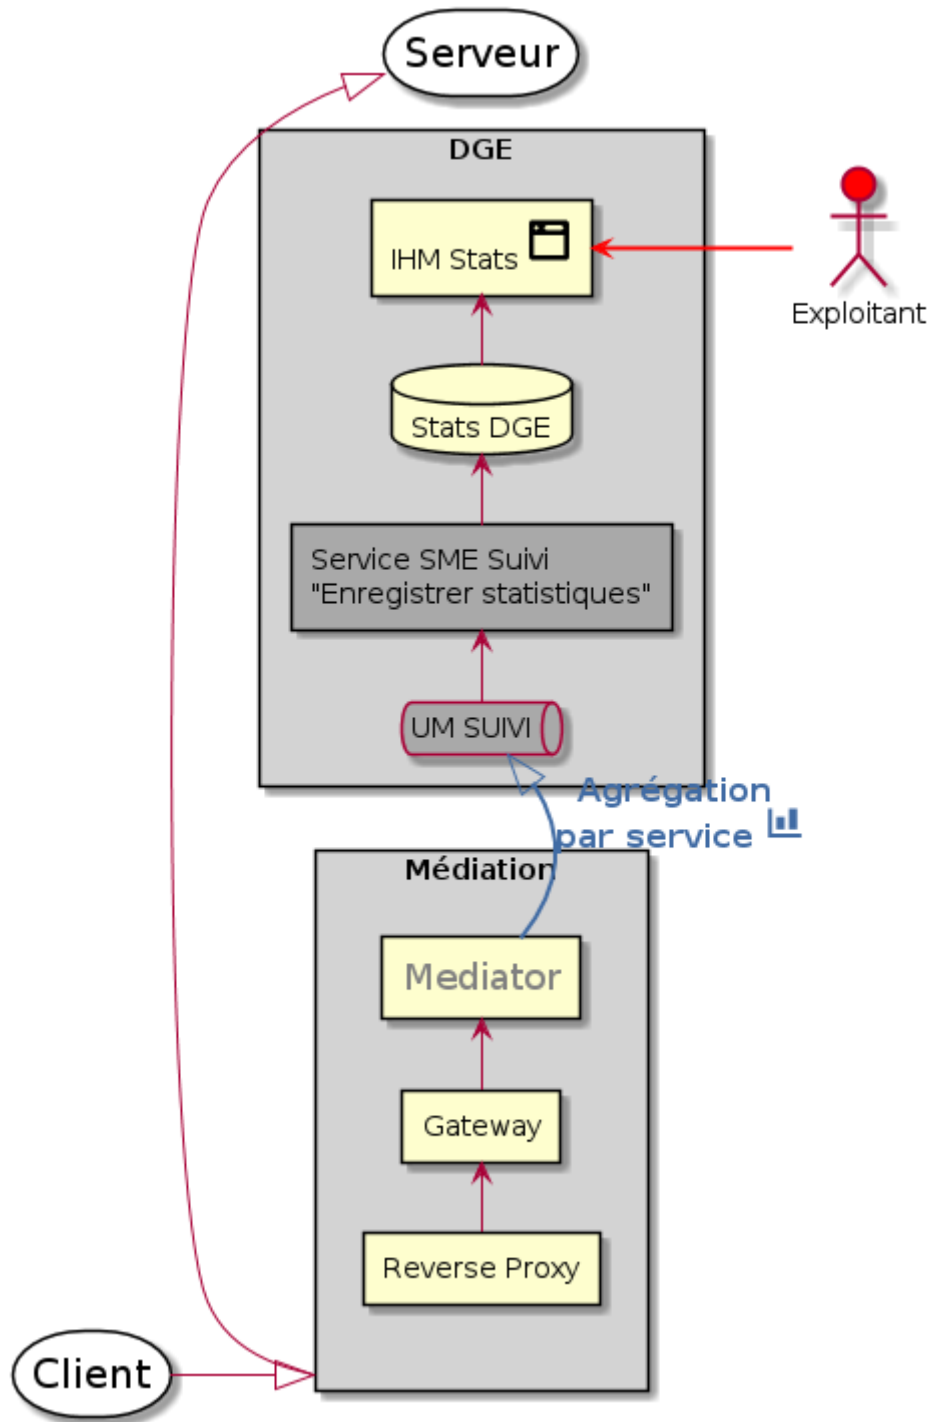 Serveur
DGE
IHM Stats
Exploitant
Stats DGE
Service SME Suivi
"Enregistrer statistiques"
UM SUIVI
Agrégation
par service
Médiation
Mediator
Gateway
Reverse Proxy
Client